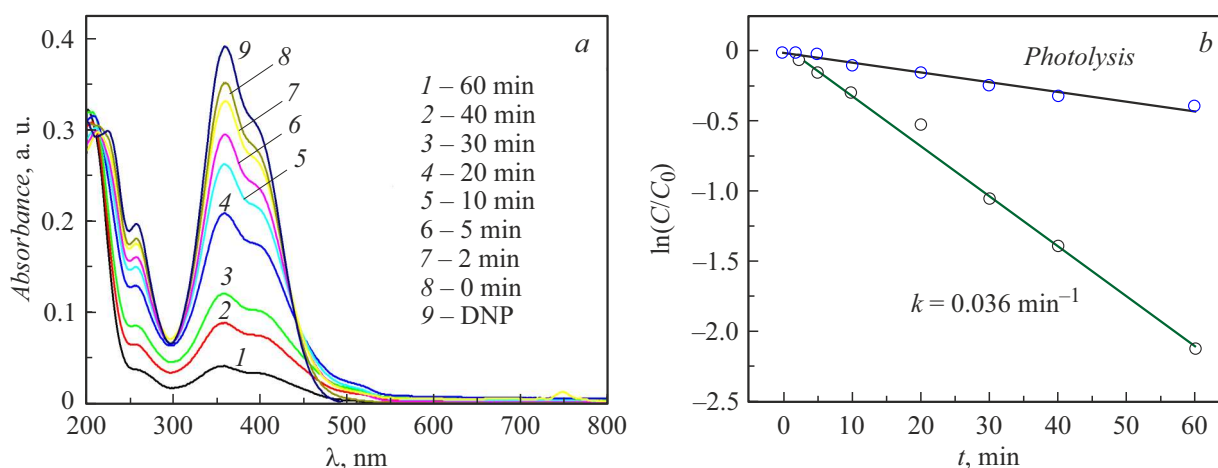 a
Absorbance, a. u.
0.4
0.3
0.2
0.1
0
200
300
400
500
600
700
800
λ, nm
9
8
7
6
5
4
3
2
1
1 – 60 min
2 – 40 min
3 – 30 min
4 – 20 min
5 – 10 min
6 – 5 min
7 – 2 min
8 – 0 min
9 – DNP
b
Photolysis
ln(C/C0)
0
–0.5
–1.0
–1.5
–2.0
–2.5
k = 0.036 min–1
0
10
20
30
40
50
60
t, min